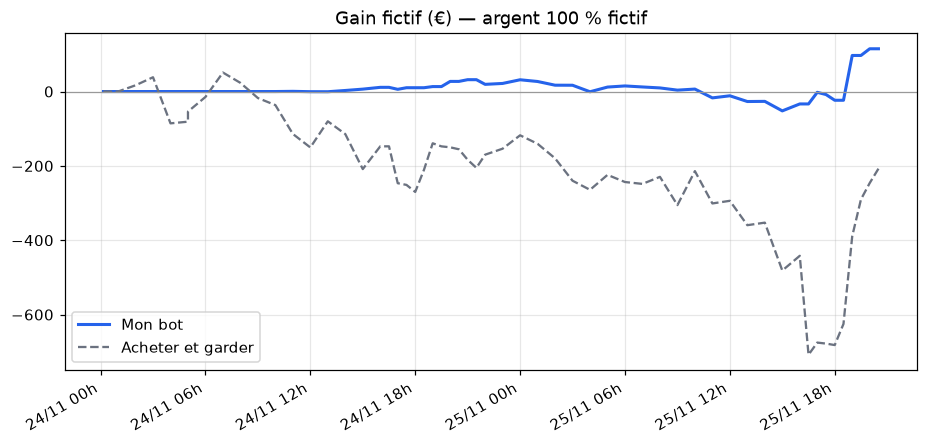 Gain fictif (€) — argent 100 % fictif
0
−200
−400
−600
Mon bot
Acheter et garder
24/11 00h
24/11 06h
24/11 12h
24/11 18h
25/11 00h
25/11 06h
25/11 12h
25/11 18h